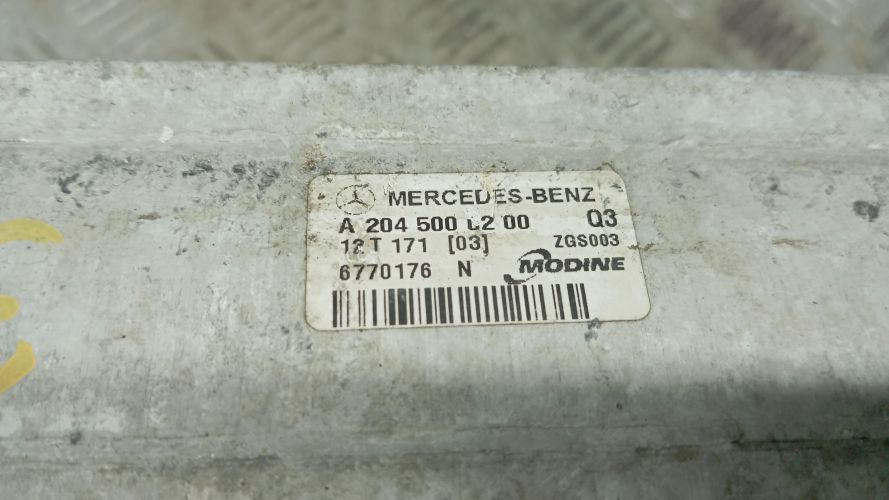 MERCEDES-BENZ
A 204 500 02 00 Q3
12 T 171 [03] ZGS003
6770176 N MODINE